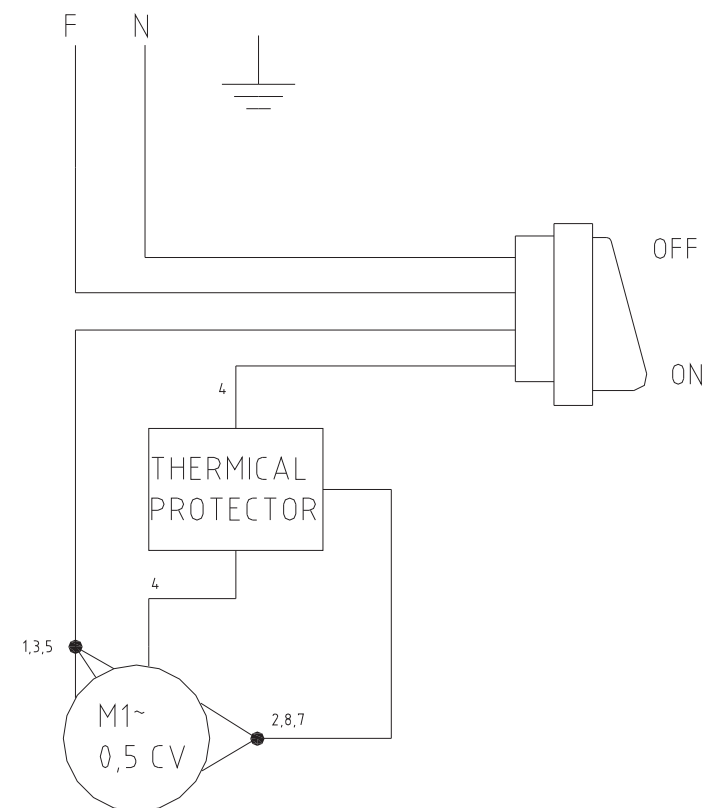 F N
OFF
ON
4
THERMICAL
PROTECTOR
4
1,3,5
M1~
0,5 CV
2,8,7